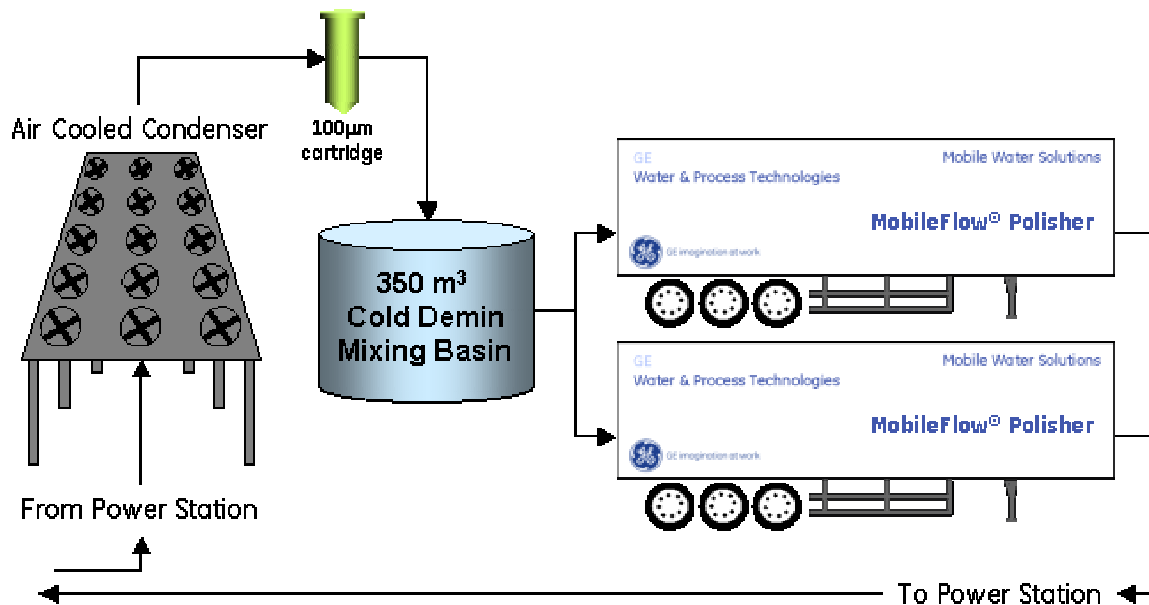 100µm
cartridge
Air Cooled Condenser
350 m³
Cold Demin
Mixing Basin
GE
Water & Process Technologies
Mobile Water Solutions
MobileFlow® Polisher
GE imagination at work
GE
Water & Process Technologies
Mobile Water Solutions
MobileFlow® Polisher
GE imagination at work
From Power Station
To Power Station